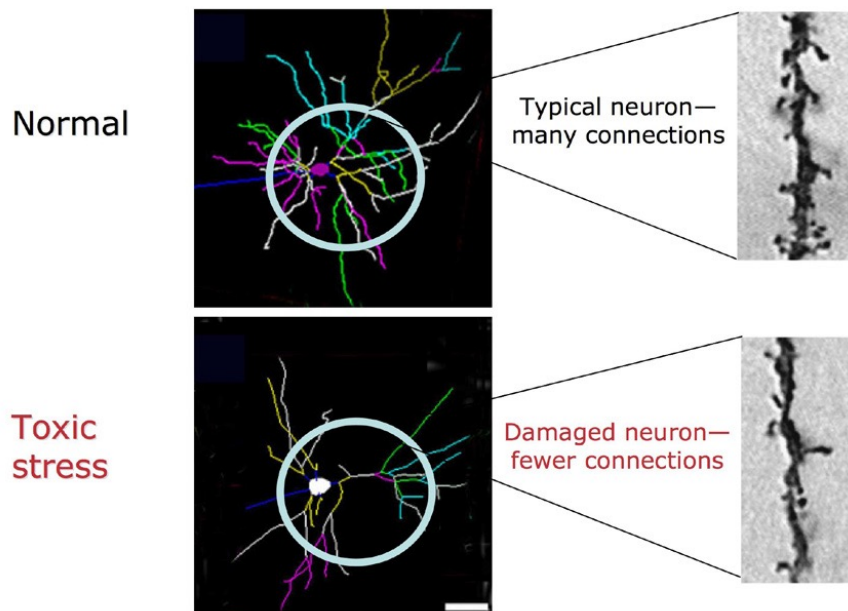 Normal
Typical neuron—
many connections
Toxic
stress
Damaged neuron—
fewer connections